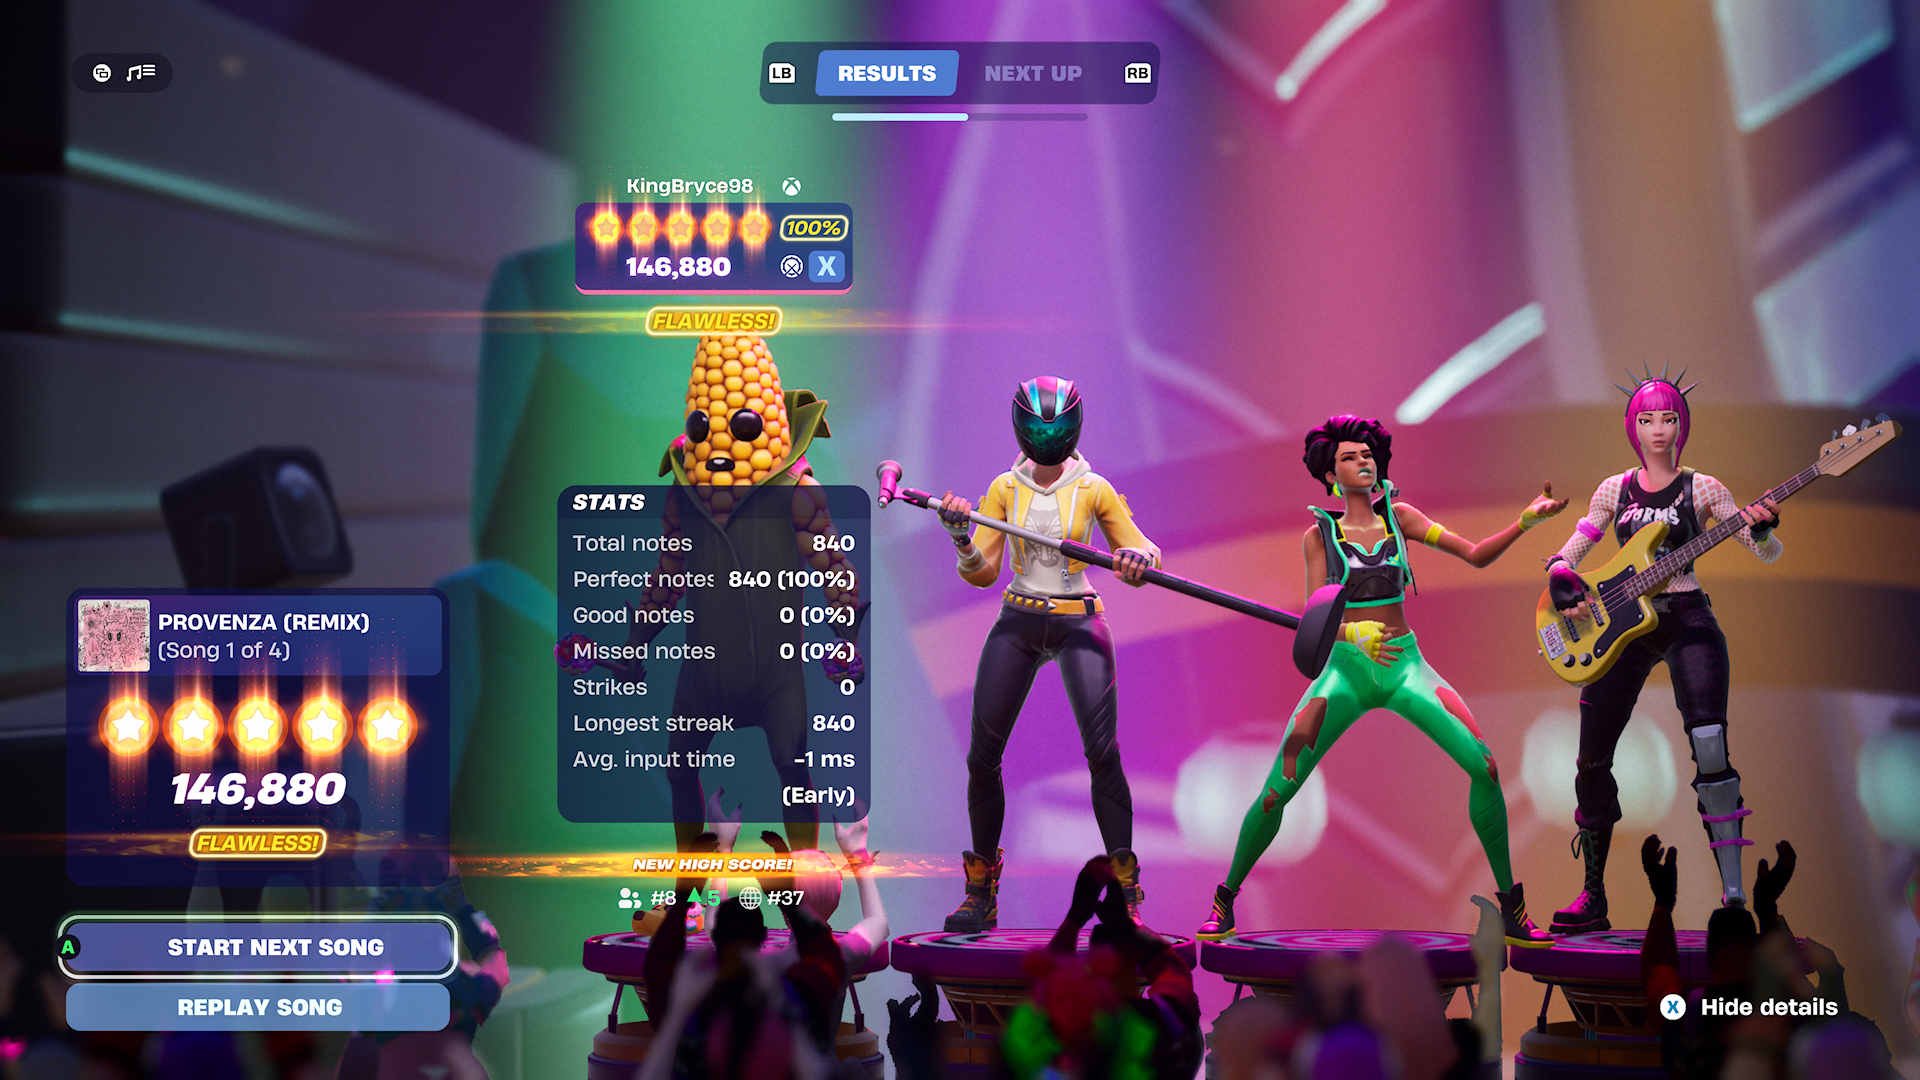 LB RESULTS NEXT UP RB
KingBryce98
100%
146,880
X
FLAWLESS!
STATS
Total notes 840
Perfect notes 840 (100%)
Good notes 0 (0%)
Missed notes 0 (0%)
Strikes 0
Longest streak 840
Avg. input time -1 ms
(Early)
NEW HIGH SCORE!
#8 5 #37
PROVENZA (REMIX)
(Song 1 of 4)
146,880
FLAWLESS!
A START NEXT SONG
REPLAY SONG
X Hide details